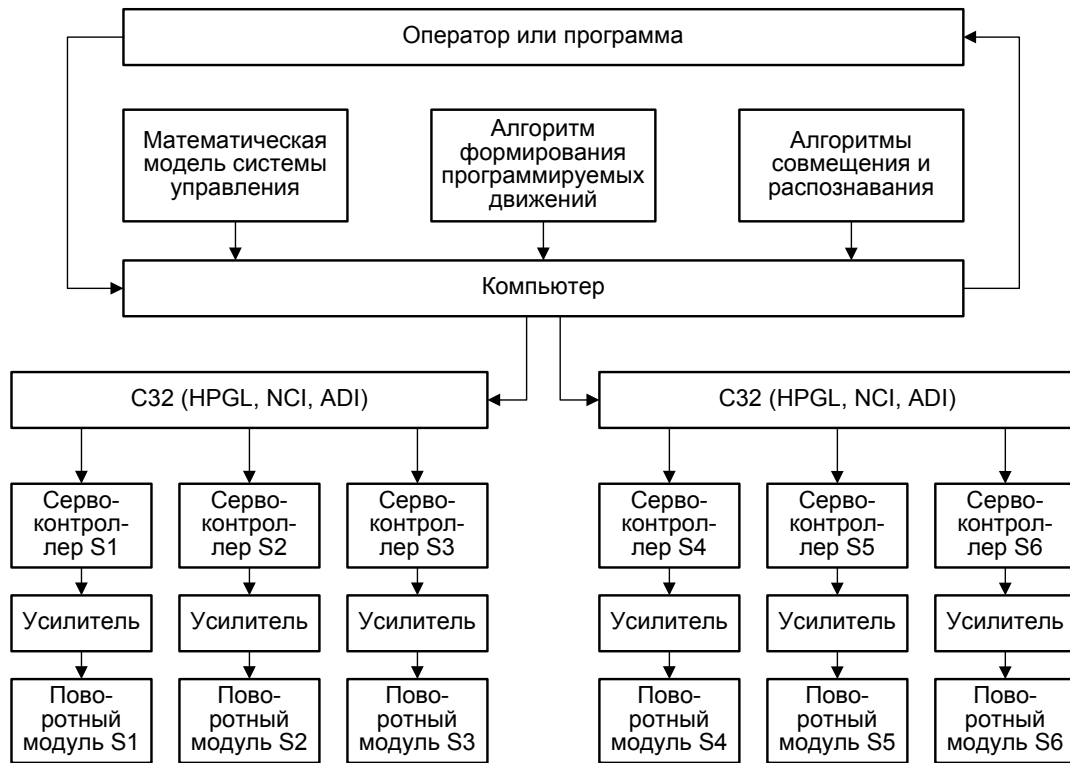 Оператор или программа
Математическая
модель системы
управления
Алгоритм
формирования
программируемых
движений
Алгоритмы
совмещения и
распознавания
Компьютер
C32 (HPGL, NCI, ADI)
C32 (HPGL, NCI, ADI)
Серво-
контрол-
лер S1
Серво-
контрол-
лер S2
Серво-
контрол-
лер S3
Серво-
контрол-
лер S4
Серво-
контрол-
лер S5
Серво-
контрол-
лер S6
Усилитель
Усилитель
Усилитель
Усилитель
Усилитель
Усилитель
Пово-
ротный
модуль S1
Пово-
ротный
модуль S2
Пово-
ротный
модуль S3
Пово-
ротный
модуль S4
Пово-
ротный
модуль S5
Пово-
ротный
модуль S6